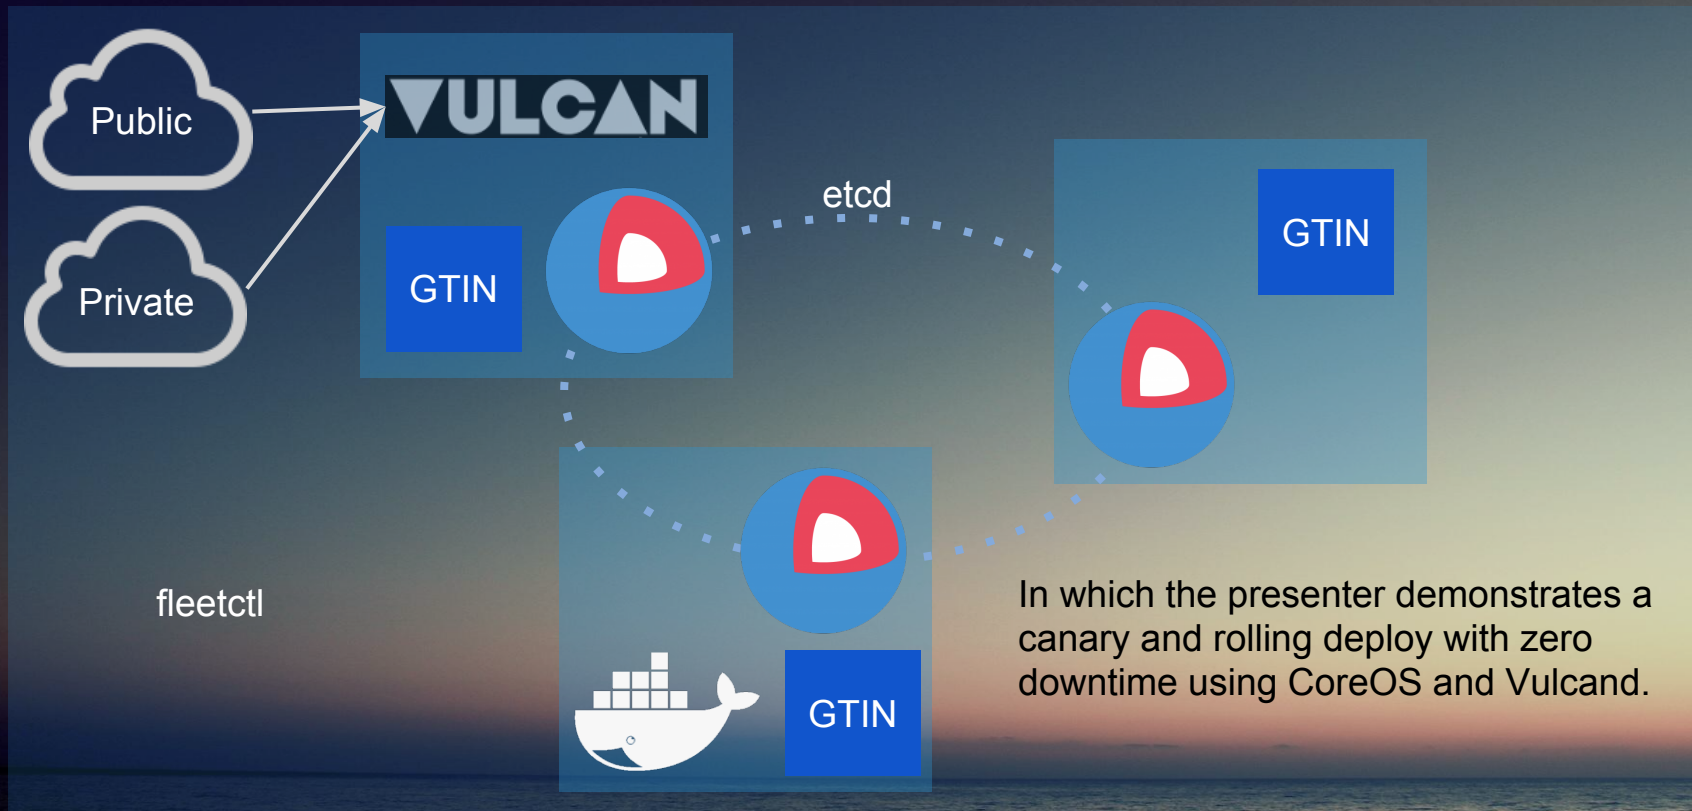 Public
VULCAN
Private
GTIN
etcd
GTIN
fleetctl
GTIN
In which the presenter demonstrates a
canary and rolling deploy with zero
downtime using CoreOS and Vulcand.